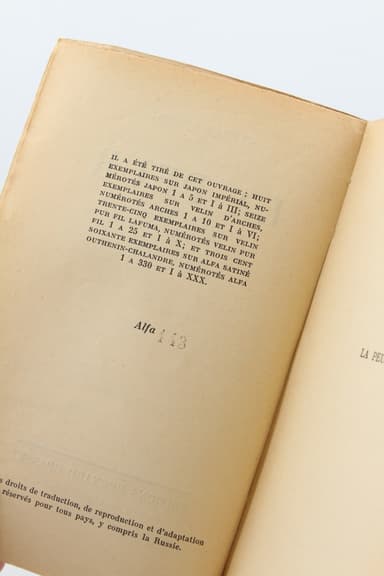 IL A ÉTÉ TIRÉ DE CET OUVRAGE : HUIT
EXEMPLAIRES SUR JAPON IMPÉRIAL, NU-
MÉROTÉS JAPON 1 A 5 ET I à III; SEIZE
EXEMPLAIRES SUR VELIN D'ARCHES,
NUMÉROTÉS ARCHES 1 A 10 ET I à VI;
TRENTE-CINQ EXEMPLAIRES SUR VELIN
PUR FIL LAFUMA, NUMÉROTÉS VELIN PUR
FIL 1 A 25 ET I à X; ET TROIS CENT
SOIXANTE EXEMPLAIRES SUR ALFA SATINÉ
OUTHENIN-CHALANDRE, NUMÉROTÉS ALFA
1 A 330 ET I à XXX.
Alfa 143
s droits de traduction, de reproduction et d'adaptation
réservés pour tous pays, y compris la Russie.
LA PEU